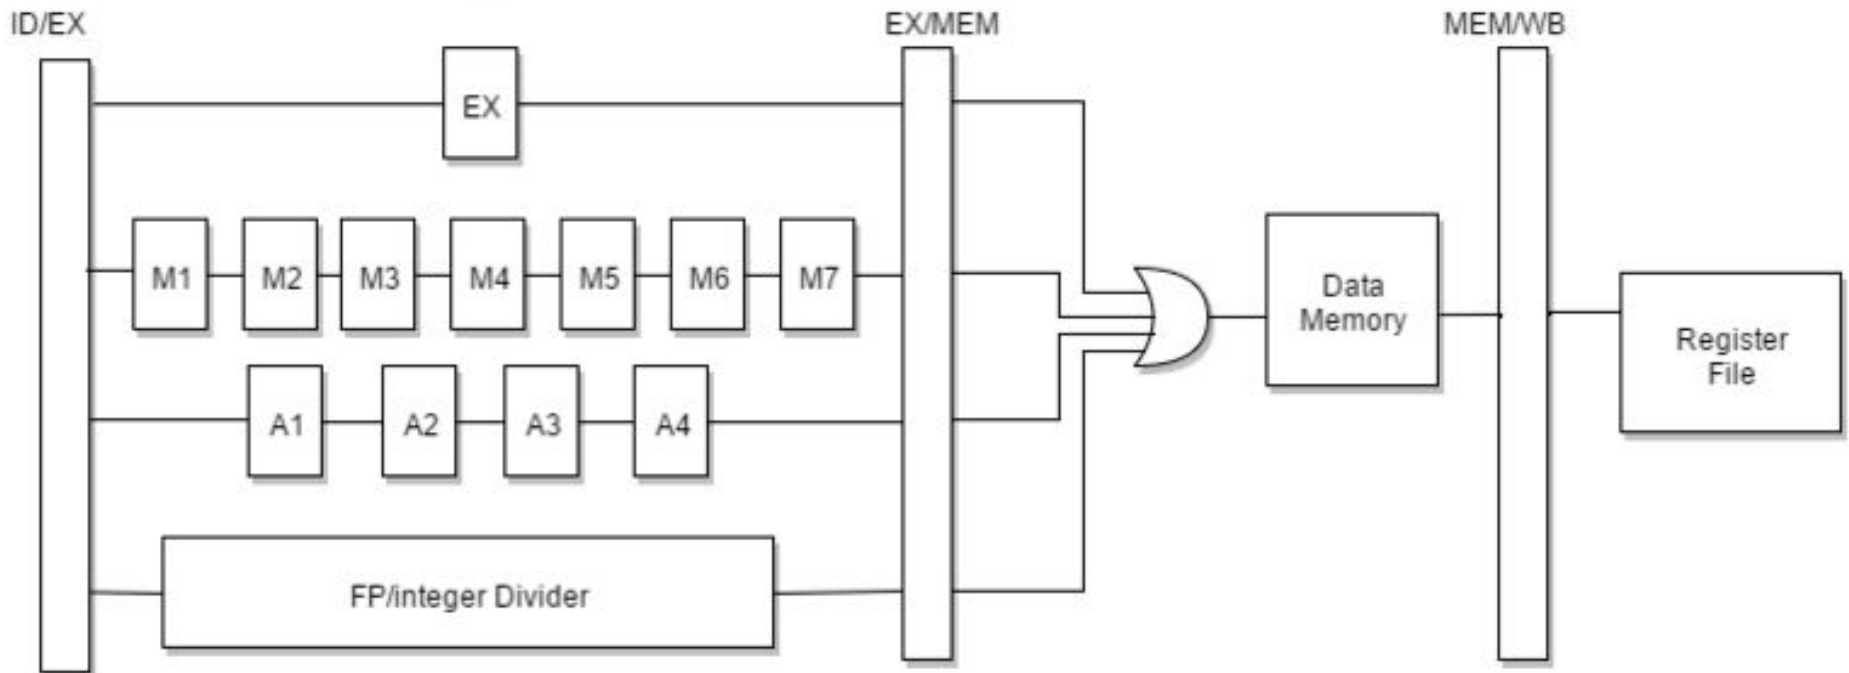 ID/EX
EX/MEM
MEM/WB
EX
M1
M2
M3
M4
M5
M6
M7
Data
Memory
Register
File
A1
A2
A3
A4
FP/integer Divider